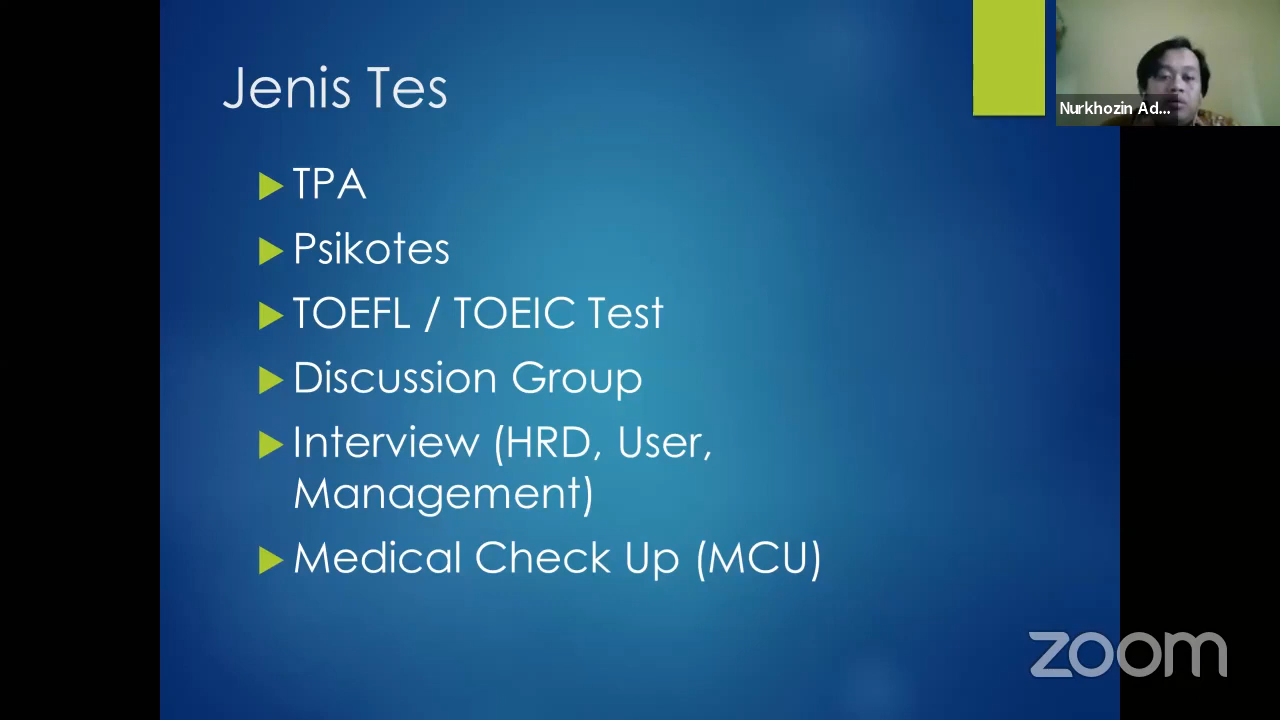 Jenis Tes
Nurkhozin Ad...
TPA
Psikotes
TOEFL / TOEIC Test
Discussion Group
Interview (HRD, User,
Management)
Medical Check Up (MCU)
zoom